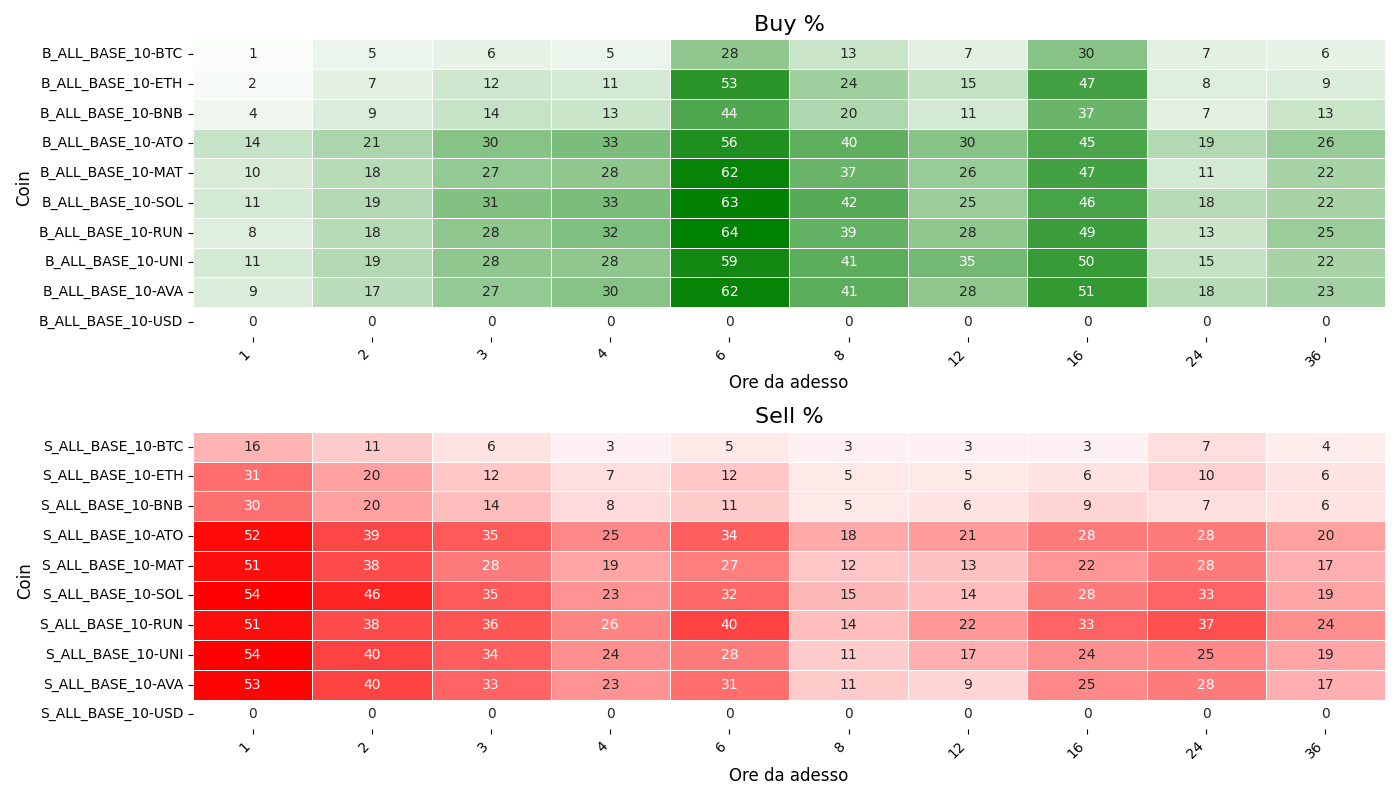 Buy %
Coin
B_ALL_BASE_10-BTC 1 5 6 5 28 13 7 30 7 6
B_ALL_BASE_10-ETH 2 7 12 11 53 24 15 47 8 9
B_ALL_BASE_10-BNB 4 9 14 13 44 20 11 37 7 13
B_ALL_BASE_10-ATO 14 21 30 33 56 40 30 45 19 26
B_ALL_BASE_10-MAT 10 18 27 28 62 37 26 47 11 22
B_ALL_BASE_10-SOL 11 19 31 33 63 42 25 46 18 22
B_ALL_BASE_10-RUN 8 18 28 32 64 39 28 49 13 25
B_ALL_BASE_10-UNI 11 19 28 28 59 41 35 50 15 22
B_ALL_BASE_10-AVA 9 17 27 30 62 41 28 51 18 23
B_ALL_BASE_10-USD 0 0 0 0 0 0 0 0 0 0
1 2 3 4 6 8 12 16 24 36
Ore da adesso
Sell %
Coin
S_ALL_BASE_10-BTC 16 11 6 3 5 3 3 3 7 4
S_ALL_BASE_10-ETH 31 20 12 7 12 5 5 6 10 6
S_ALL_BASE_10-BNB 30 20 14 8 11 5 6 9 7 6
S_ALL_BASE_10-ATO 52 39 35 25 34 18 21 28 28 20
S_ALL_BASE_10-MAT 51 38 28 19 27 12 13 22 28 17
S_ALL_BASE_10-SOL 54 46 35 23 32 15 14 28 33 19
S_ALL_BASE_10-RUN 51 38 36 26 40 14 22 33 37 24
S_ALL_BASE_10-UNI 54 40 34 24 28 11 17 24 25 19
S_ALL_BASE_10-AVA 53 40 33 23 31 11 9 25 28 17
S_ALL_BASE_10-USD 0 0 0 0 0 0 0 0 0 0
1 2 3 4 6 8 12 16 24 36
Ore da adesso